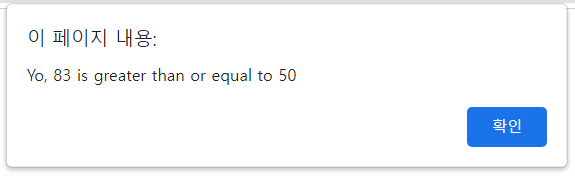 이 페이지 내용:
Yo, 83 is greater than or equal to 50
확인